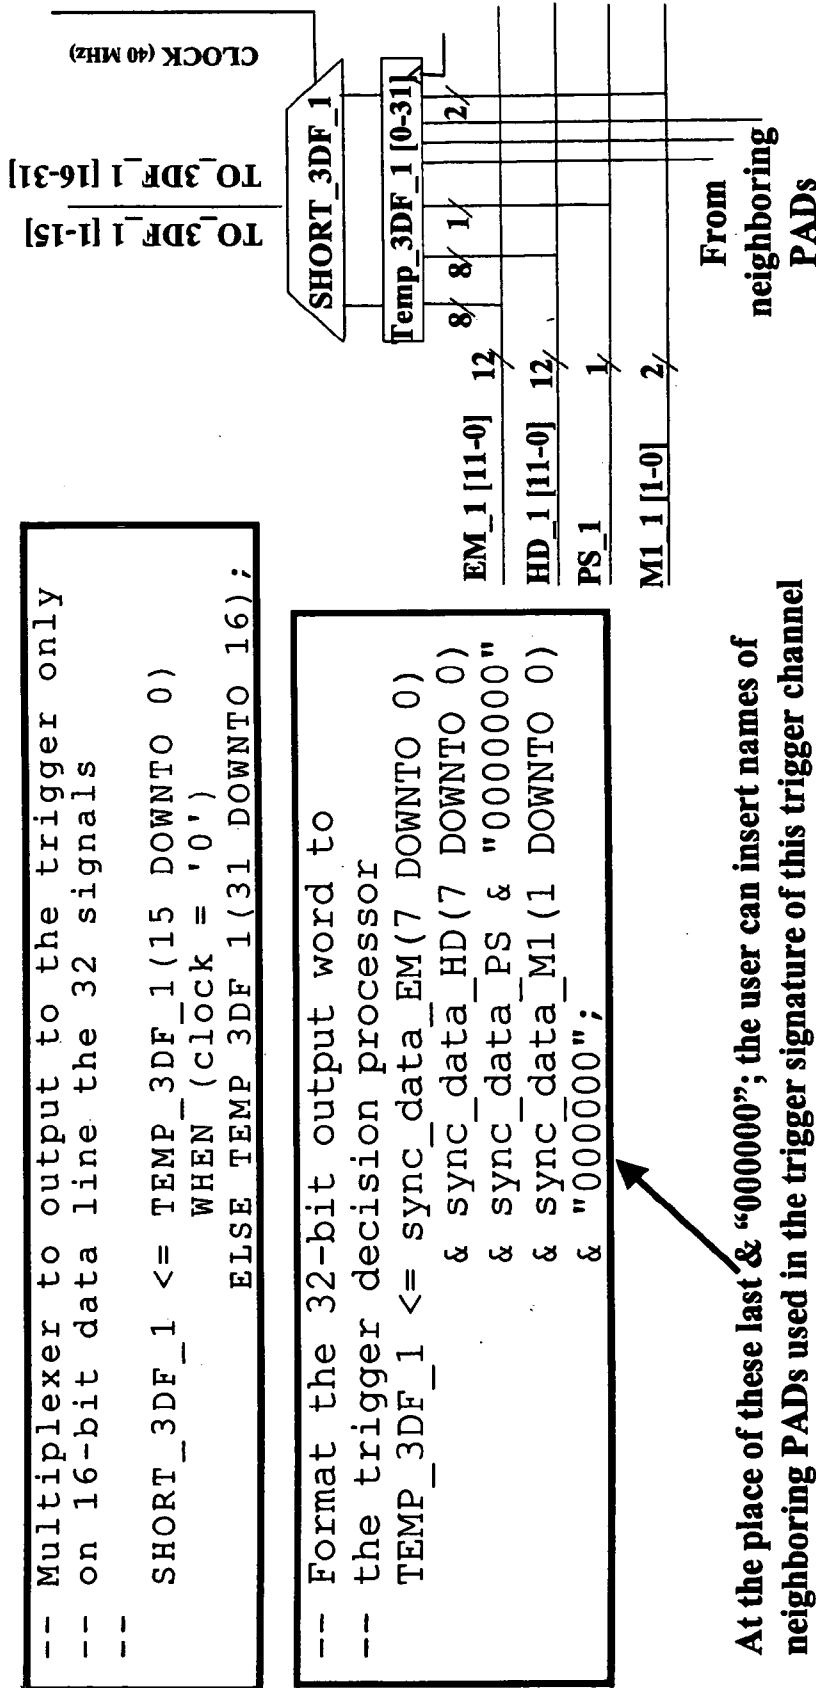 -- Multiplexer to output to the trigger only
-- on 16-bit data line the 32 signals
--
SHORT_3DF_1 <= TEMP_3DF_1(15 DOWNTO 0)
WHEN (clock = '0')
ELSE TEMP_3DF_1(31 DOWNTO 16);
-- Format the 32-bit output word to
-- the trigger decision processor
TEMP_3DF_1 <= sync_data_EM(7 DOWNTO 0)
& sync_data_HD(7 DOWNTO 0)
& sync_data_PS & "0000000"
& sync_data_M1(1 DOWNTO 0)
& "000000";
At the place of these last & “000000”; the user can insert names of
neighboring PADs used in the trigger signature of this trigger channel
TO_3DF_1 [1-15]
TO_3DF_1 [16-31]
CLOCK (40 MHz)
SHORT_3DF_1
Temp_3DF_1 [0-31]
8
8
1
2
EM_1 [11-0] 12
HD_1 [11-0] 12
PS_1 1
M1_1 [1-0] 2
From
neighboring
PADs